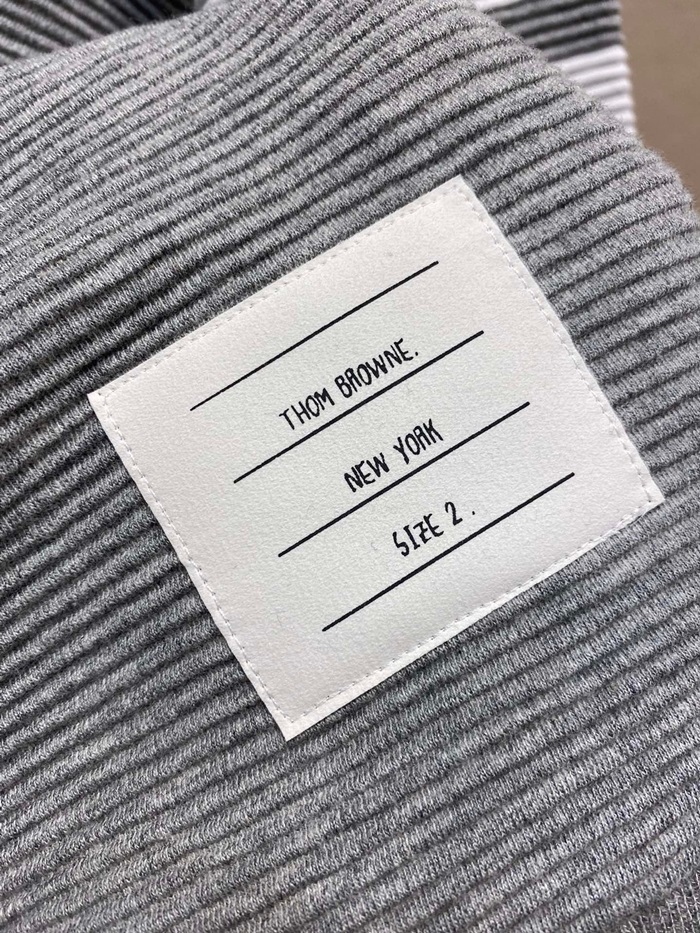 THOM BROWNE.
NEW YORK
SIZE 2 .